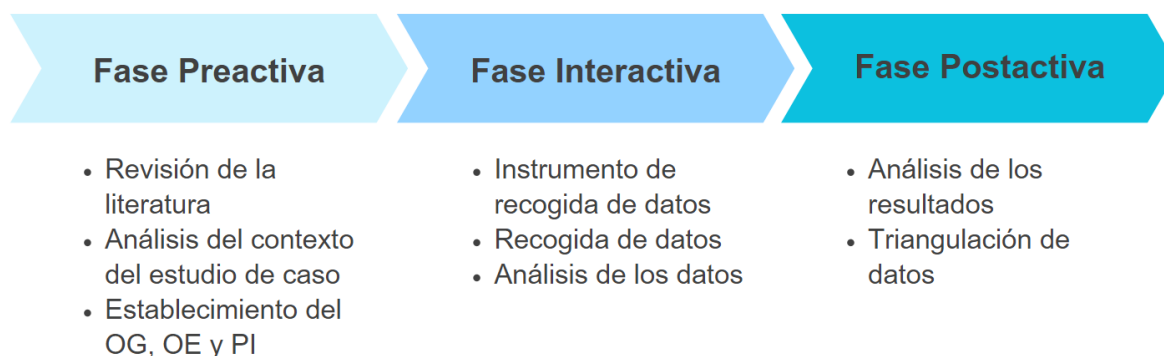 Fase Preactiva
Fase Interactiva
Fase Postactiva
• Revisión de la
literatura
• Análisis del contexto
del estudio de caso
• Establecimiento del
OG, OE y PI
• Instrumento de
recogida de datos
• Recogida de datos
• Análisis de los datos
• Análisis de los
resultados
• Triangulación de
datos